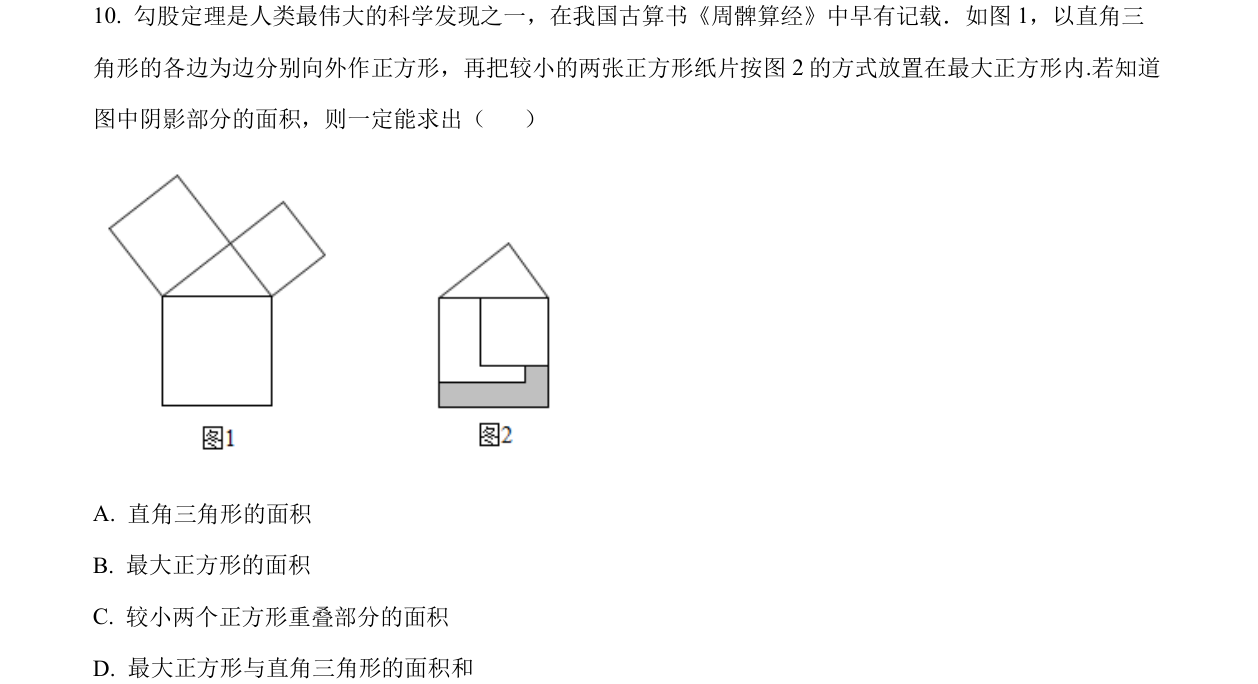 10. 勾股定理是人类最伟大的科学发现之一，在我国古算书《周髀算经》中早有记载．如图 1，以直角三
角形的各边为边分别向外作正方形，再把较小的两张正方形纸片按图 2 的方式放置在最大正方形内.若知道
图中阴影部分的面积，则一定能求出（　　）
图1
图2
A. 直角三角形的面积
B. 最大正方形的面积
C. 较小两个正方形重叠部分的面积
D. 最大正方形与直角三角形的面积和